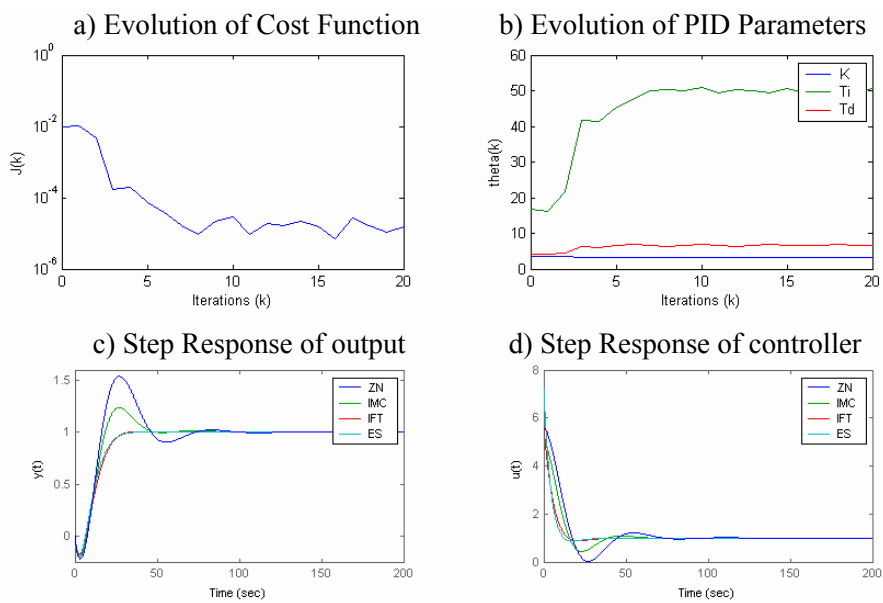 a) Evolution of Cost Function
10^0
10^-2
10^-4
10^-6
J(k)
0 5 10 15 20
Iterations (k)
b) Evolution of PID Parameters
60
50
40
30
20
10
0
theta(k)
K
Ti
Td
0 5 10 15 20
Iterations (k)
c) Step Response of output
1.5
1
0.5
0
y(t)
ZN
IMC
IFT
ES
0 50 100 150 200
Time (sec)
d) Step Response of controller
8
6
4
2
0
u(t)
ZN
IMC
IFT
ES
0 50 100 150 200
Time (sec)